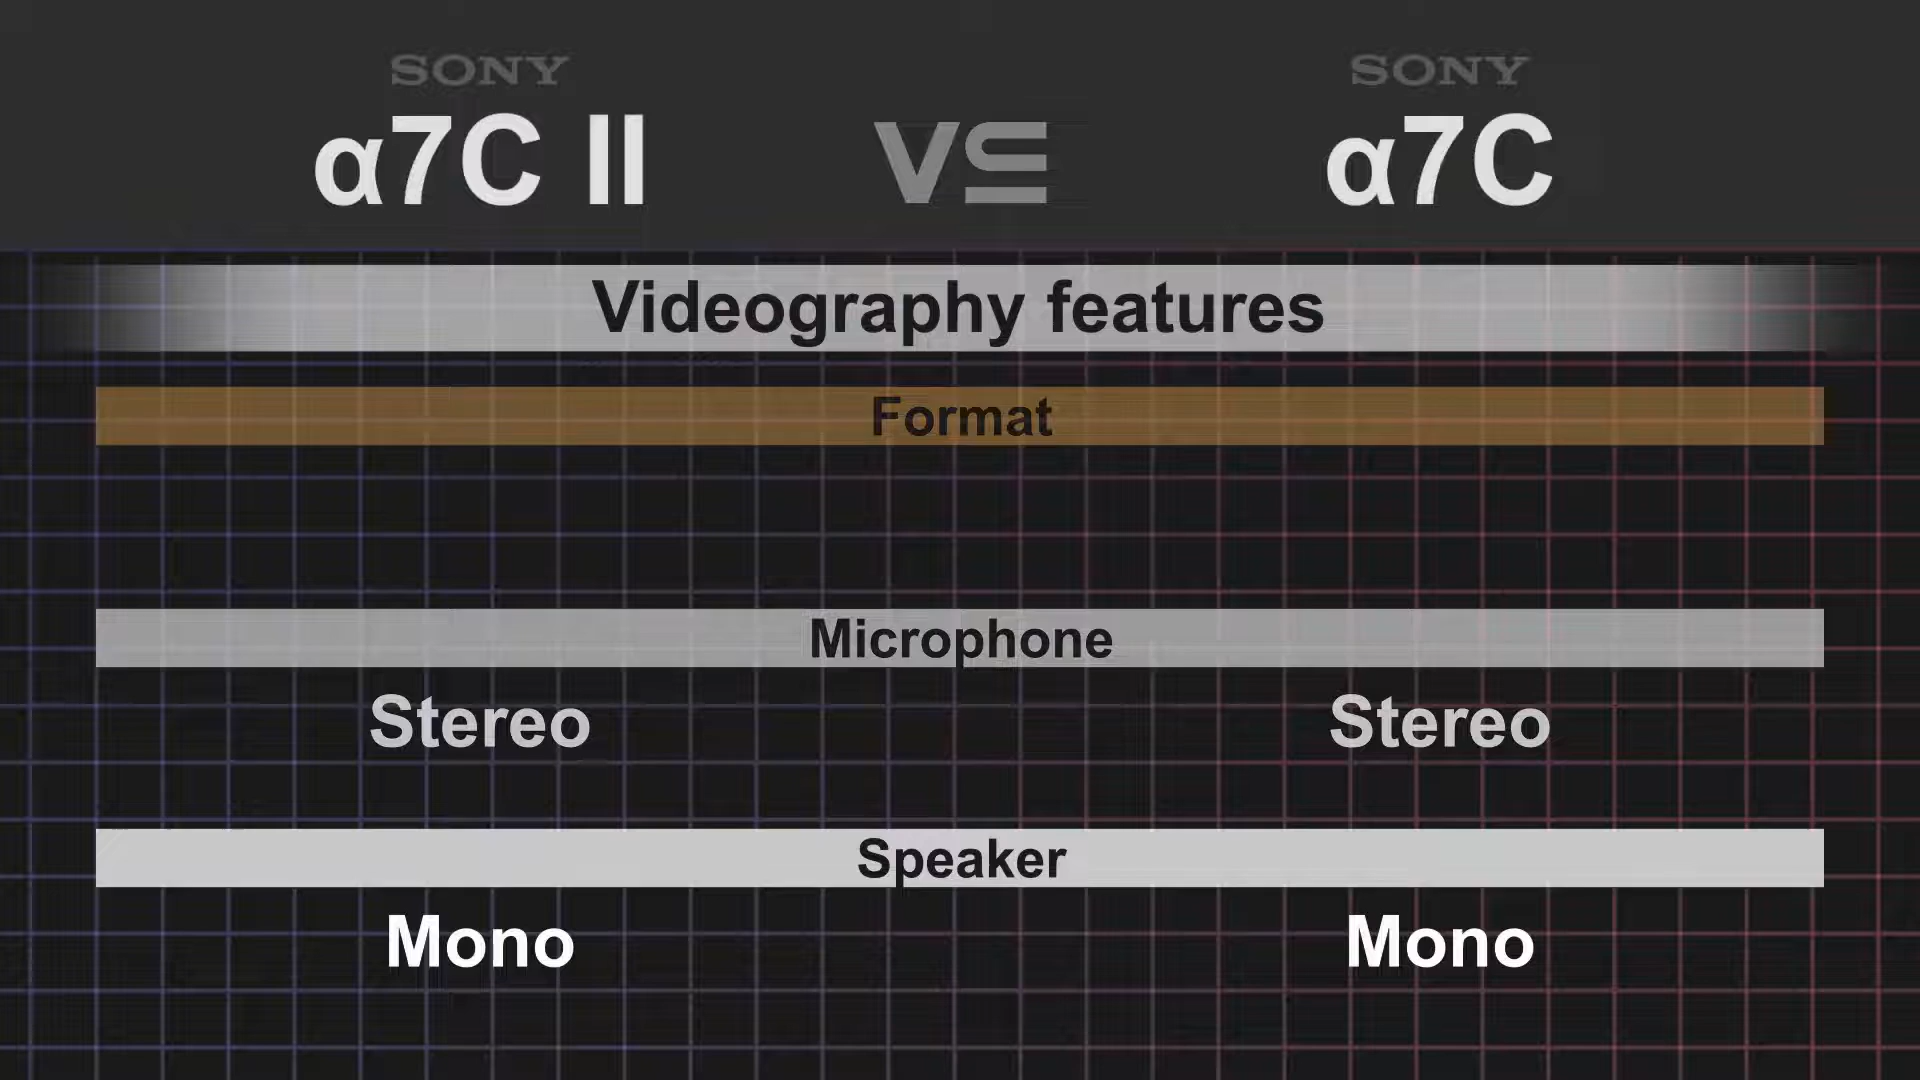 SONY SONY
α7C II VS α7C
Videography features
Format
Microphone
Stereo Stereo
Speaker
Mono Mono